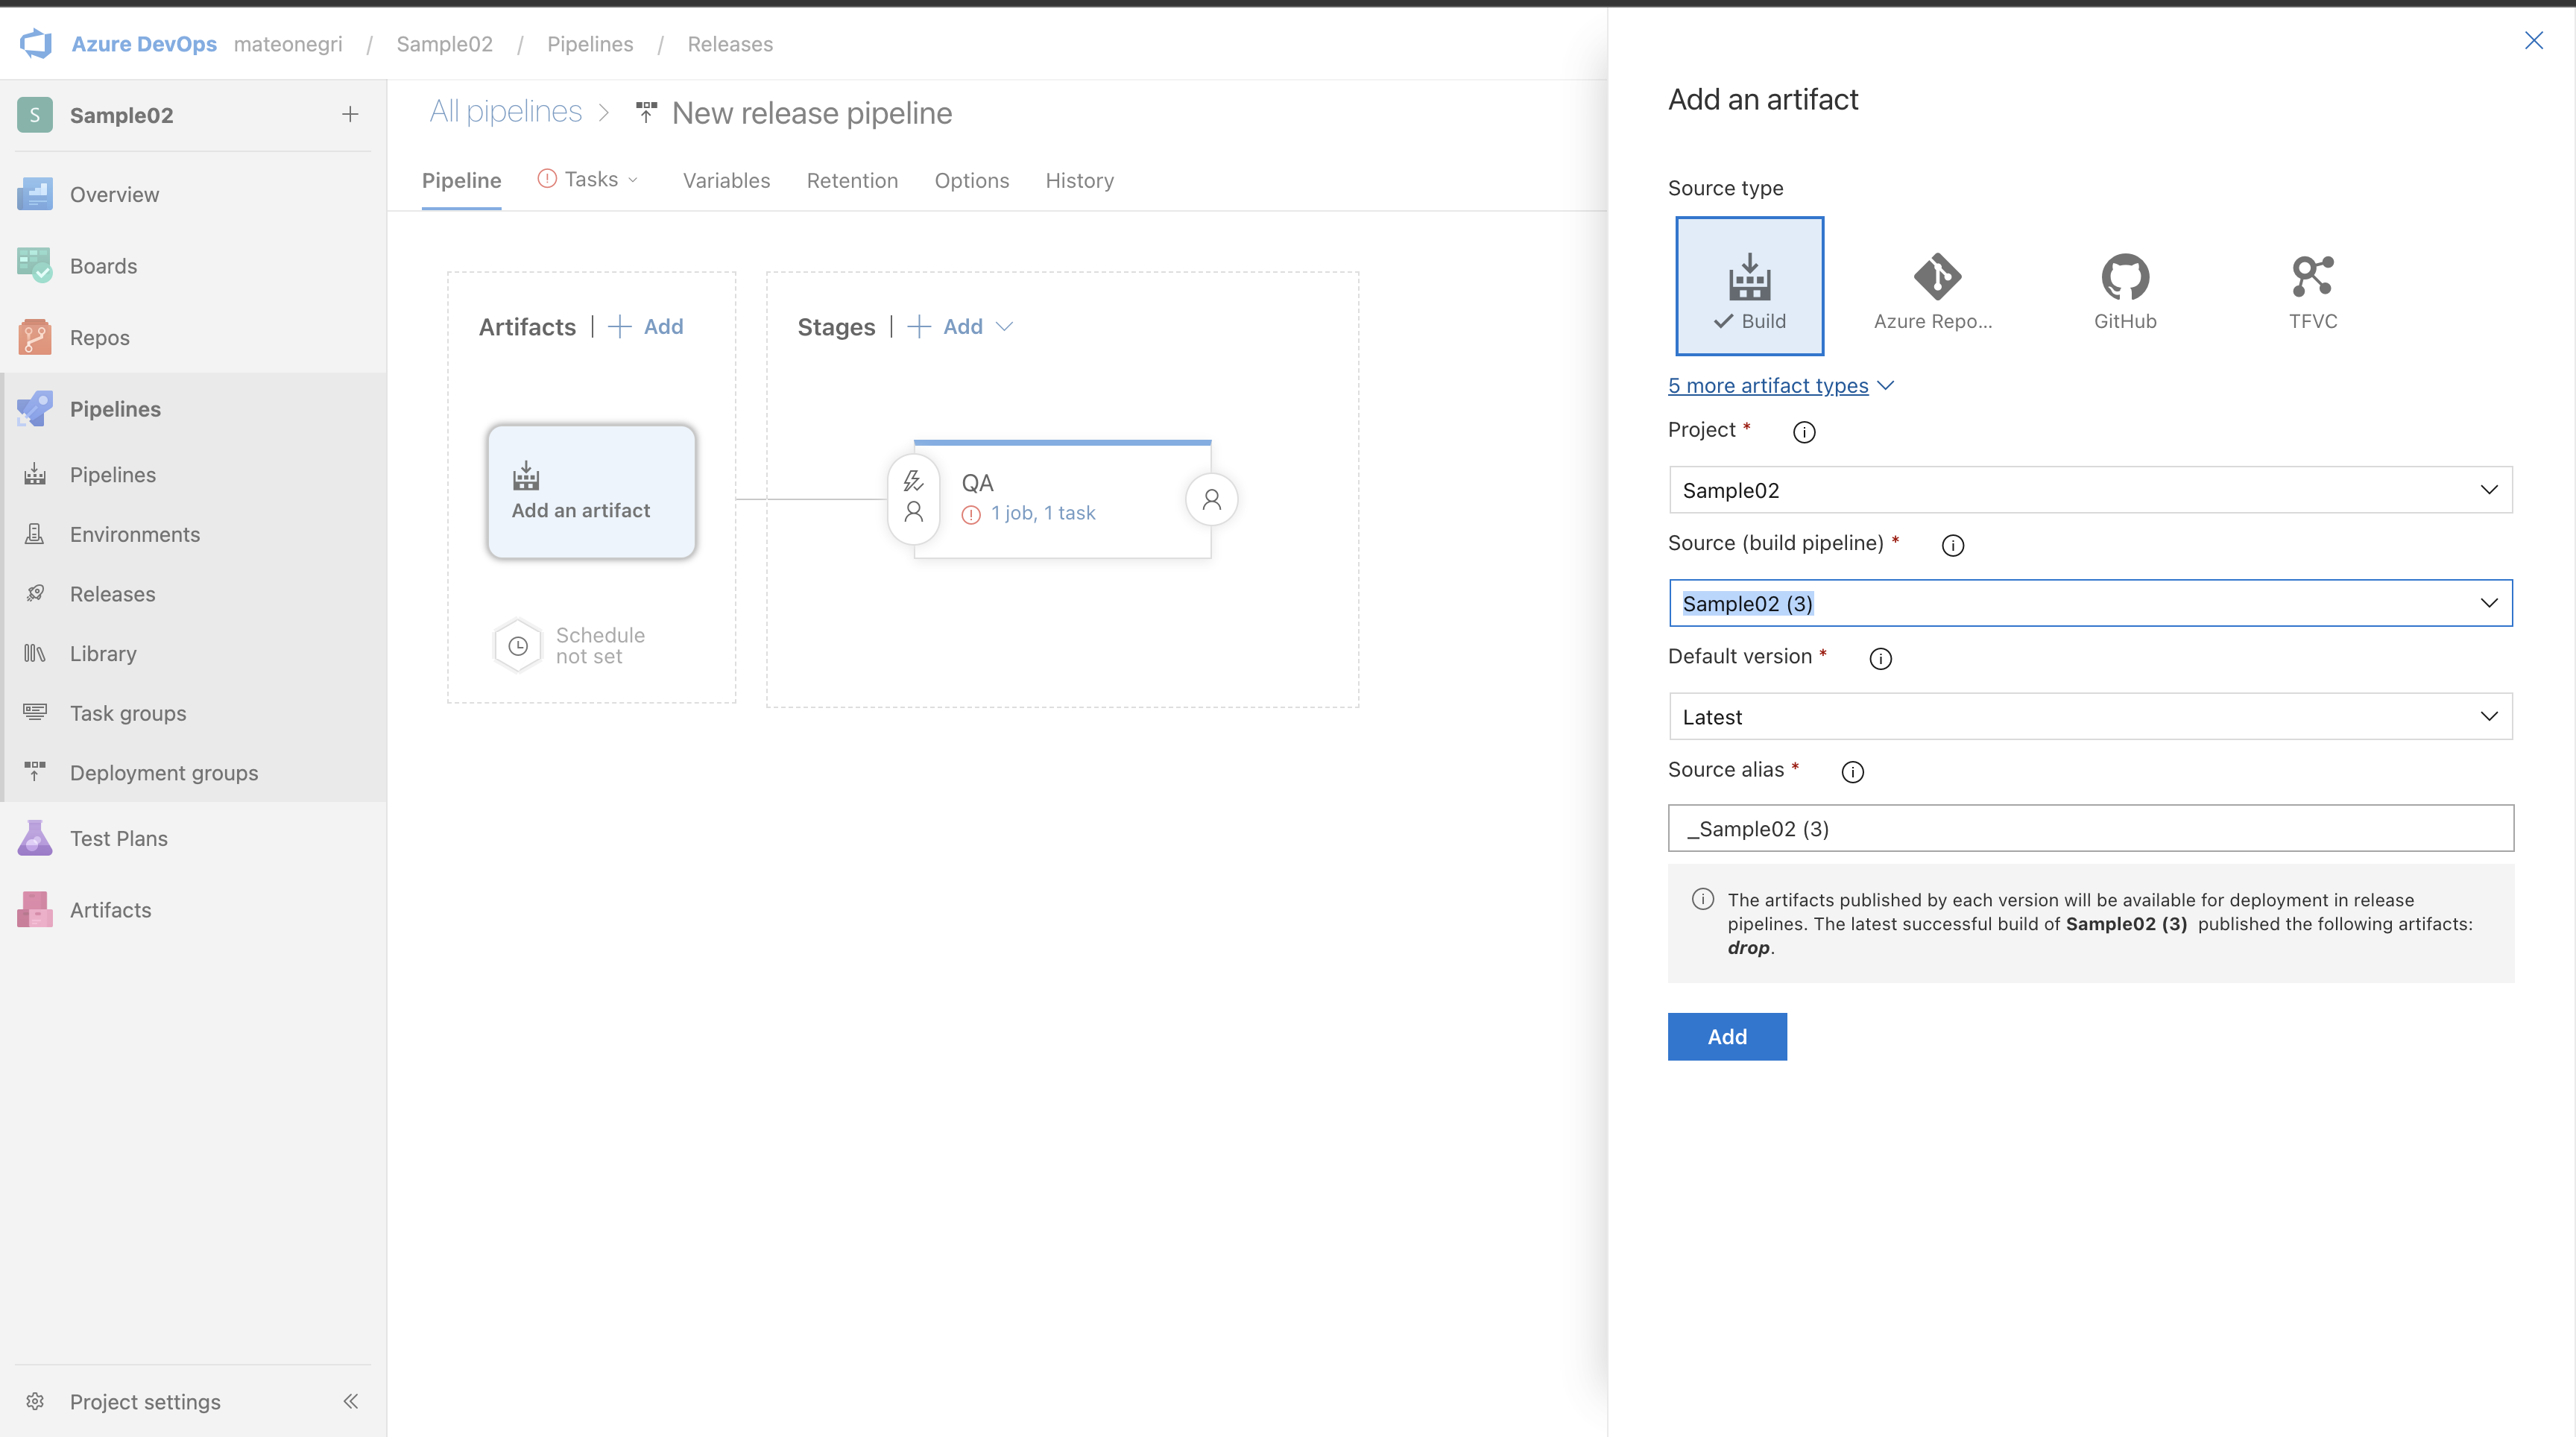 Azure DevOps mateonegri / Sample02 / Pipelines / Releases
S Sample02
Overview
Boards
Repos
Pipelines
Pipelines
Environments
Releases
Library
Task groups
Deployment groups
Test Plans
Artifacts
Project settings
All pipelines > New release pipeline
Pipeline Tasks Variables Retention Options History
Artifacts | + Add
Add an artifact
Schedule
not set
Stages | + Add
QA
1 job, 1 task
Add an artifact
Source type
Build Azure Repo... GitHub TFVC
5 more artifact types
Project *
Sample02
Source (build pipeline) *
Sample02 (3)
Default version *
Latest
Source alias *
_Sample02 (3)
The artifacts published by each version will be available for deployment in release
pipelines. The latest successful build of Sample02 (3) published the following artifacts:
drop.
Add